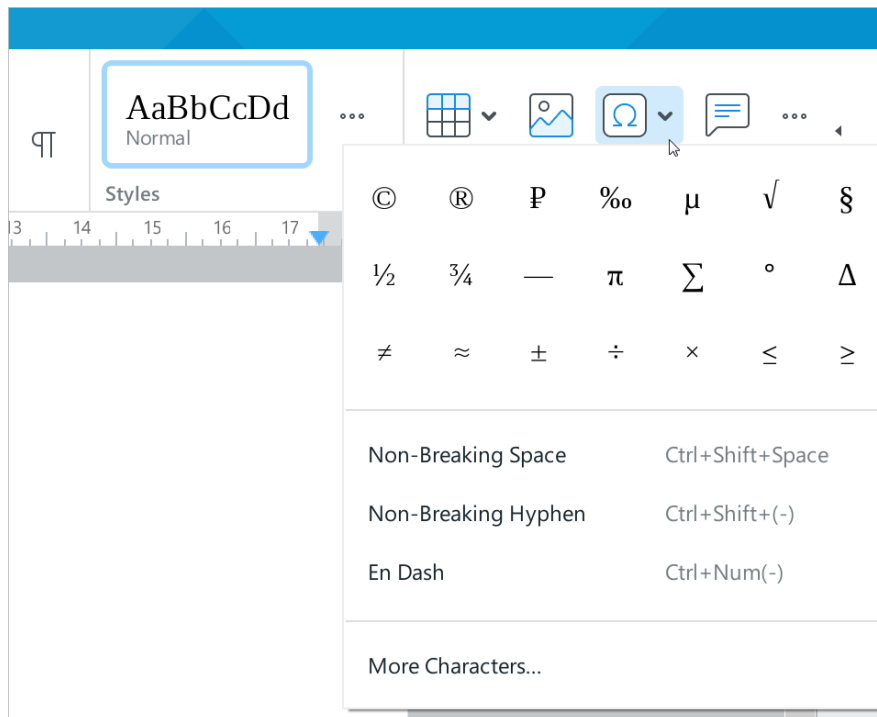 AaBbCcDd
Normal
¶
Styles
13 14 15 16 17
© ® ₽ ‰ µ √ §
½ ¾ — π ∑ ° Δ
≠ ≈ ± ÷ × ≤ ≥
Non-Breaking Space Ctrl+Shift+Space
Non-Breaking Hyphen Ctrl+Shift+(-)
En Dash Ctrl+Num(-)
More Characters...